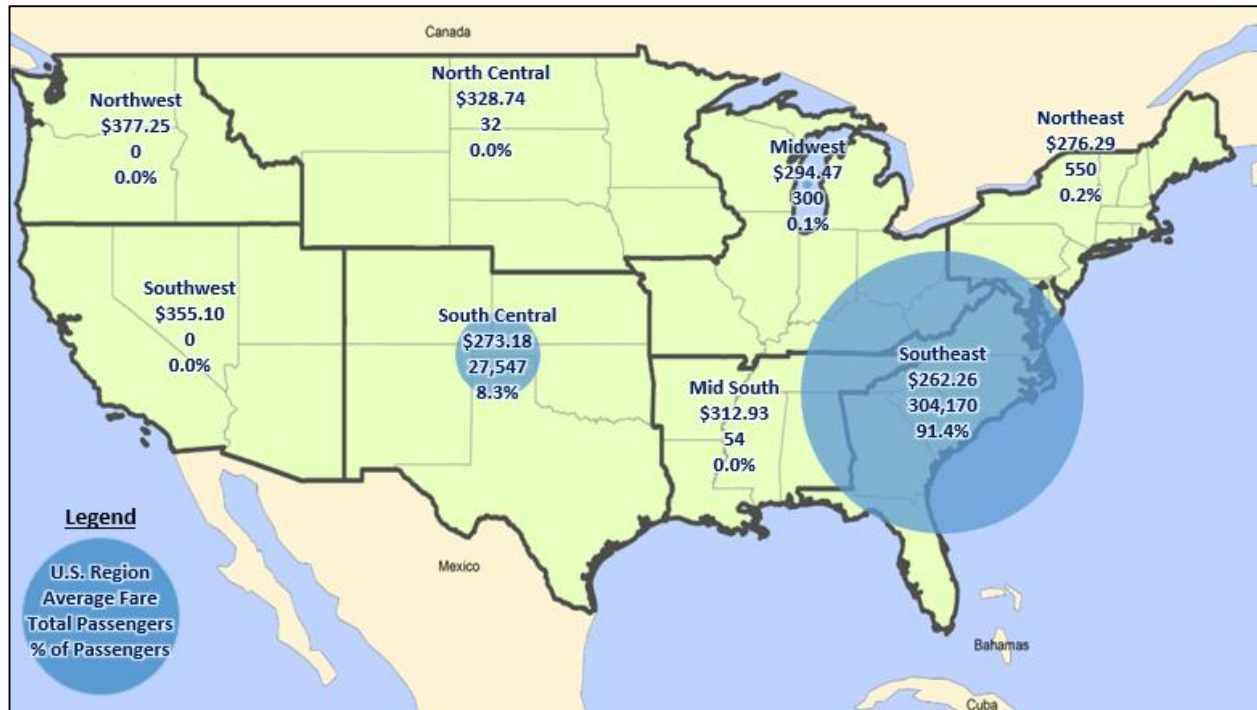 Canada
Northwest
$377.25
0
0.0%
North Central
$328.74
32
0.0%
Midwest
$294.47
300
0.1%
Northeast
$276.29
550
0.2%
Southwest
$355.10
0
0.0%
South Central
$273.18
27,547
8.3%
Mid South
$312.93
54
0.0%
Southeast
$262.26
304,170
91.4%
Legend
U.S. Region
Average Fare
Total Passengers
% of Passengers
Mexico
Bahamas
Cuba